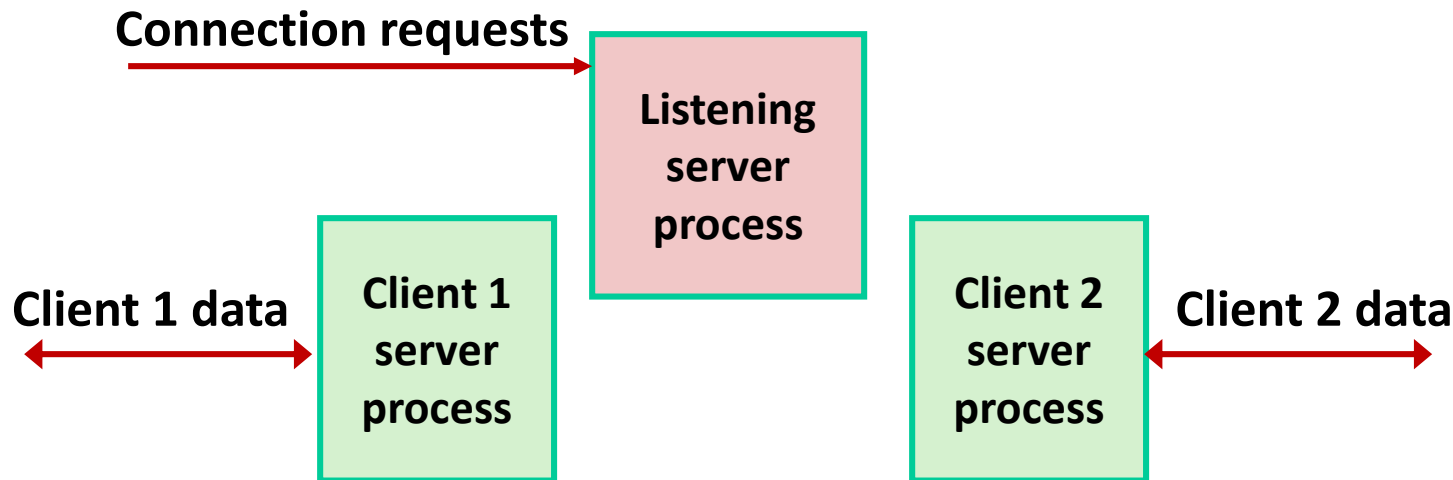 Connection requests
Listening
server
process
Client 1 data
Client 1
server
process
Client 2
server
process
Client 2 data